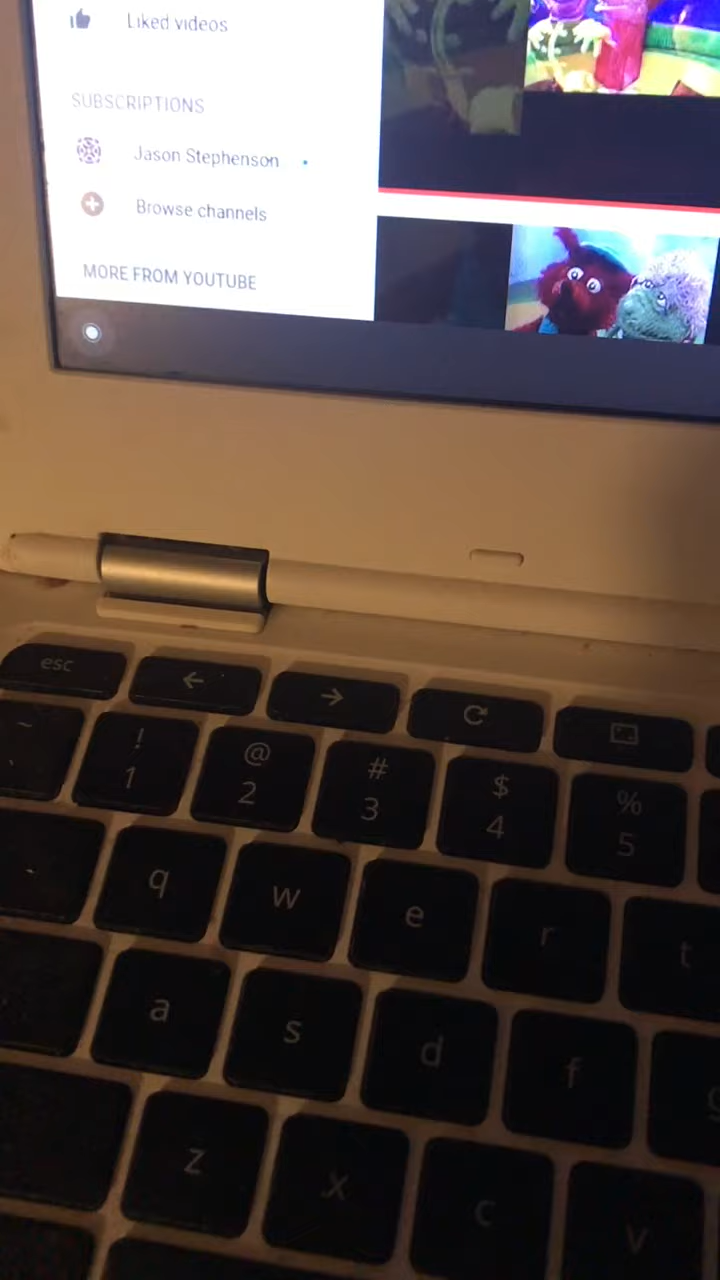 Liked videos
SUBSCRIPTIONS
Jason Stephenson
Browse channels
MORE FROM YOUTUBE
esc ← →
~ ! @ # $ %
` 1 2 3 4 5
q w e r t
a s d f
z x c v